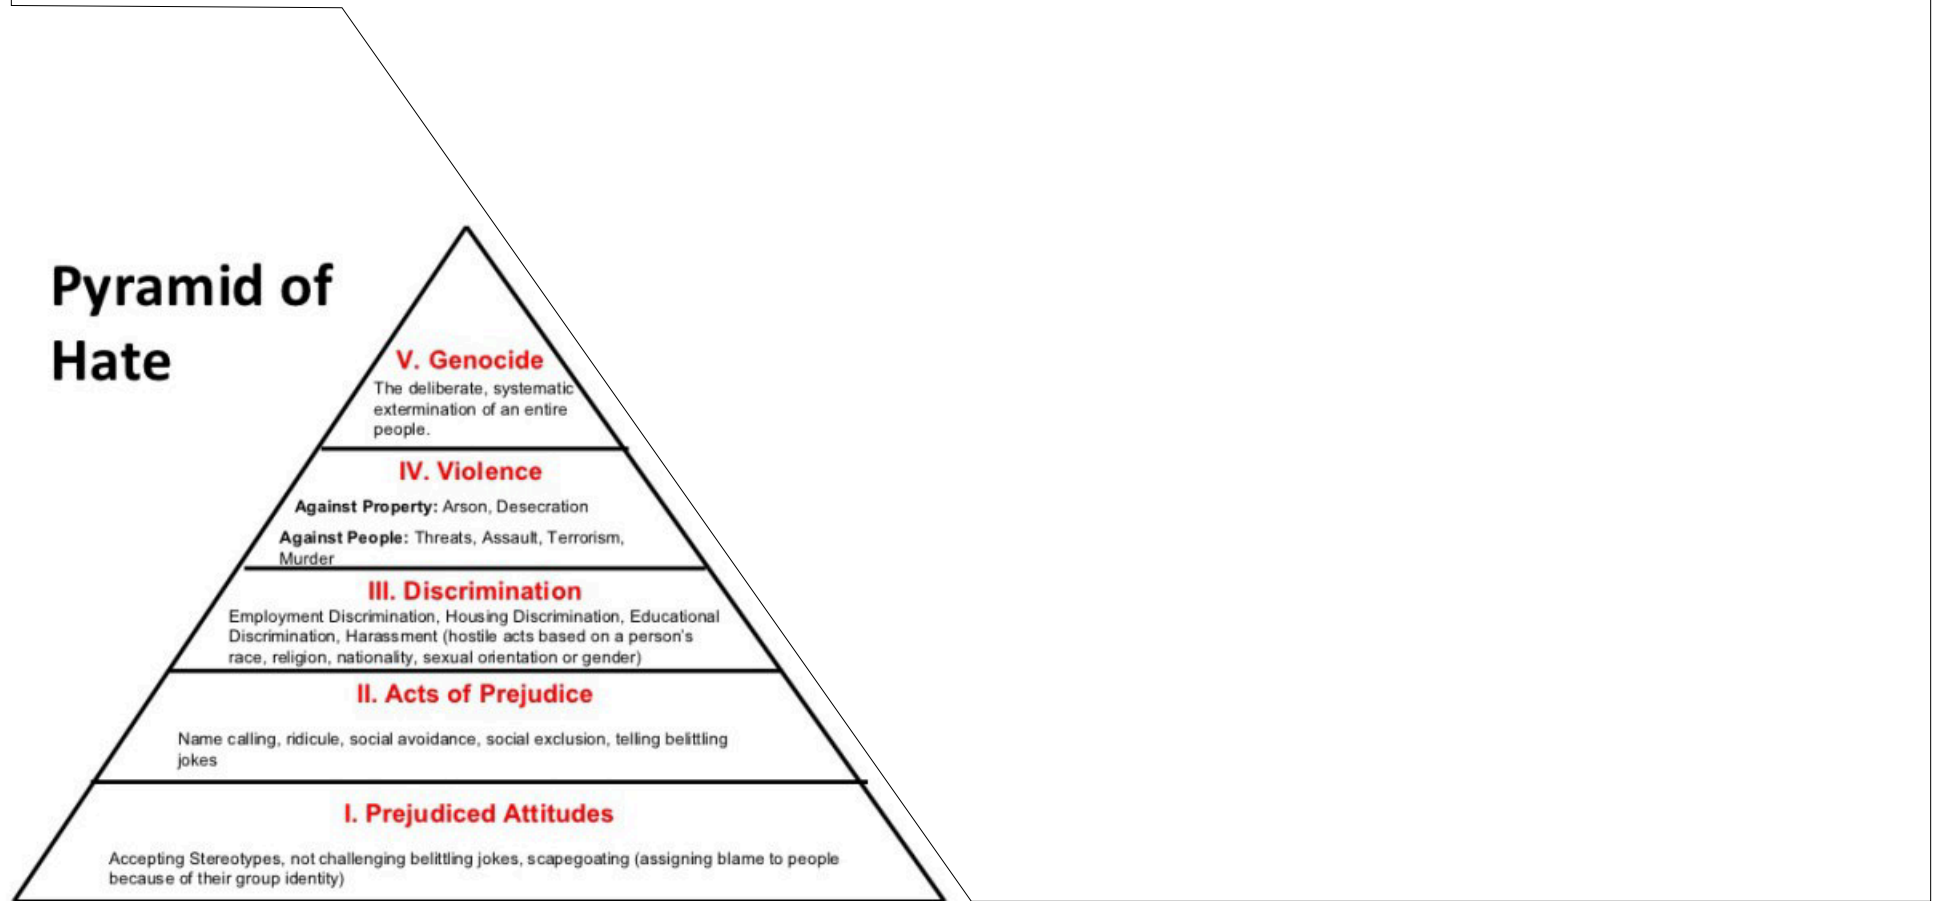 Pyramid of
Hate
V. Genocide
The deliberate, systematic
extermination of an entire
people.
IV. Violence
Against Property: Arson, Desecration
Against People: Threats, Assault, Terrorism,
Murder
III. Discrimination
Employment Discrimination, Housing Discrimination, Educational
Discrimination, Harassment (hostile acts based on a person's
race, religion, nationality, sexual orientation or gender)
II. Acts of Prejudice
Name calling, ridicule, social avoidance, social exclusion, telling belittling
jokes
I. Prejudiced Attitudes
Accepting Stereotypes, not challenging belittling jokes, scapegoating (assigning blame to people
because of their group identity)